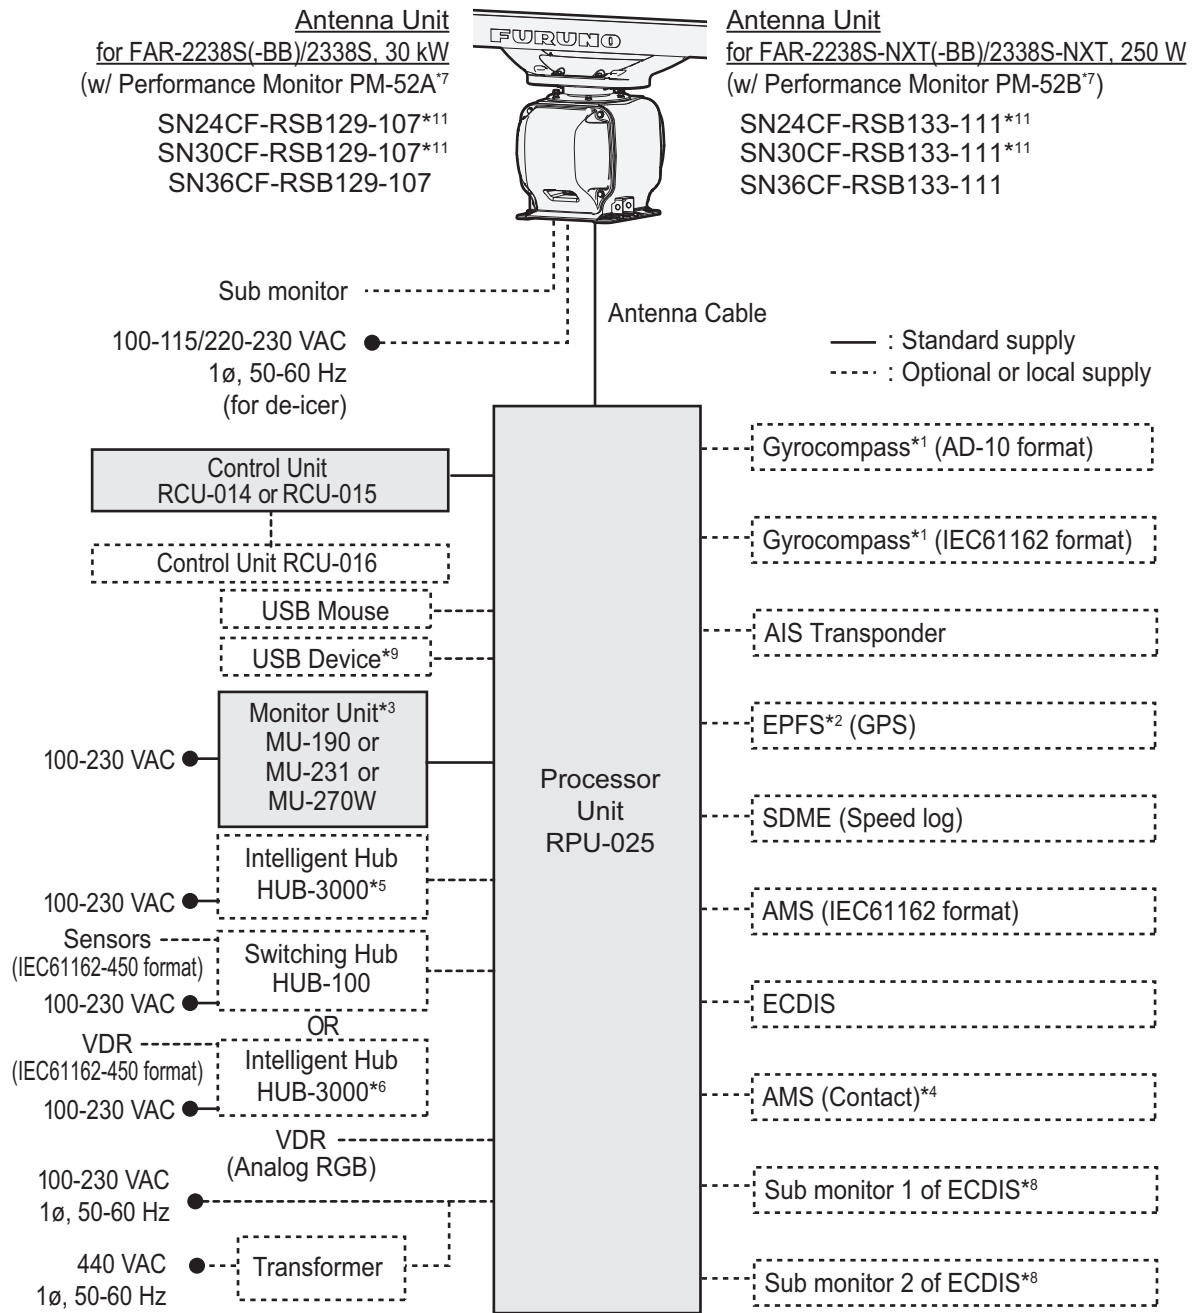 Antenna Unit
for FAR-2238S(-BB)/2338S, 30 kW
(w/ Performance Monitor PM-52A*7
SN24CF-RSB129-107*11
SN30CF-RSB129-107*11
SN36CF-RSB129-107
FURUNO
Antenna Unit
for FAR-2238S-NXT(-BB)/2338S-NXT, 250 W
(w/ Performance Monitor PM-52B*7)
SN24CF-RSB133-111*11
SN30CF-RSB133-111*11
SN36CF-RSB133-111
Sub monitor
100-115/220-230 VAC
1ø, 50-60 Hz
(for de-icer)
Antenna Cable
: Standard supply
: Optional or local supply
Control Unit
RCU-014 or RCU-015
Control Unit RCU-016
USB Mouse
USB Device*9
Monitor Unit*3
MU-190 or
MU-231 or
MU-270W
100-230 VAC
Intelligent Hub
HUB-3000*5
100-230 VAC
Sensors
(IEC61162-450 format)
Switching Hub
HUB-100
100-230 VAC
OR
VDR
(IEC61162-450 format)
Intelligent Hub
HUB-3000*6
100-230 VAC
VDR
(Analog RGB)
100-230 VAC
1ø, 50-60 Hz
440 VAC
1ø, 50-60 Hz
Transformer
Processor
Unit
RPU-025
Gyrocompass*1 (AD-10 format)
Gyrocompass*1 (IEC61162 format)
AIS Transponder
EPFS*2 (GPS)
SDME (Speed log)
AMS (IEC61162 format)
ECDIS
AMS (Contact)*4
Sub monitor 1 of ECDIS*8
Sub monitor 2 of ECDIS*8